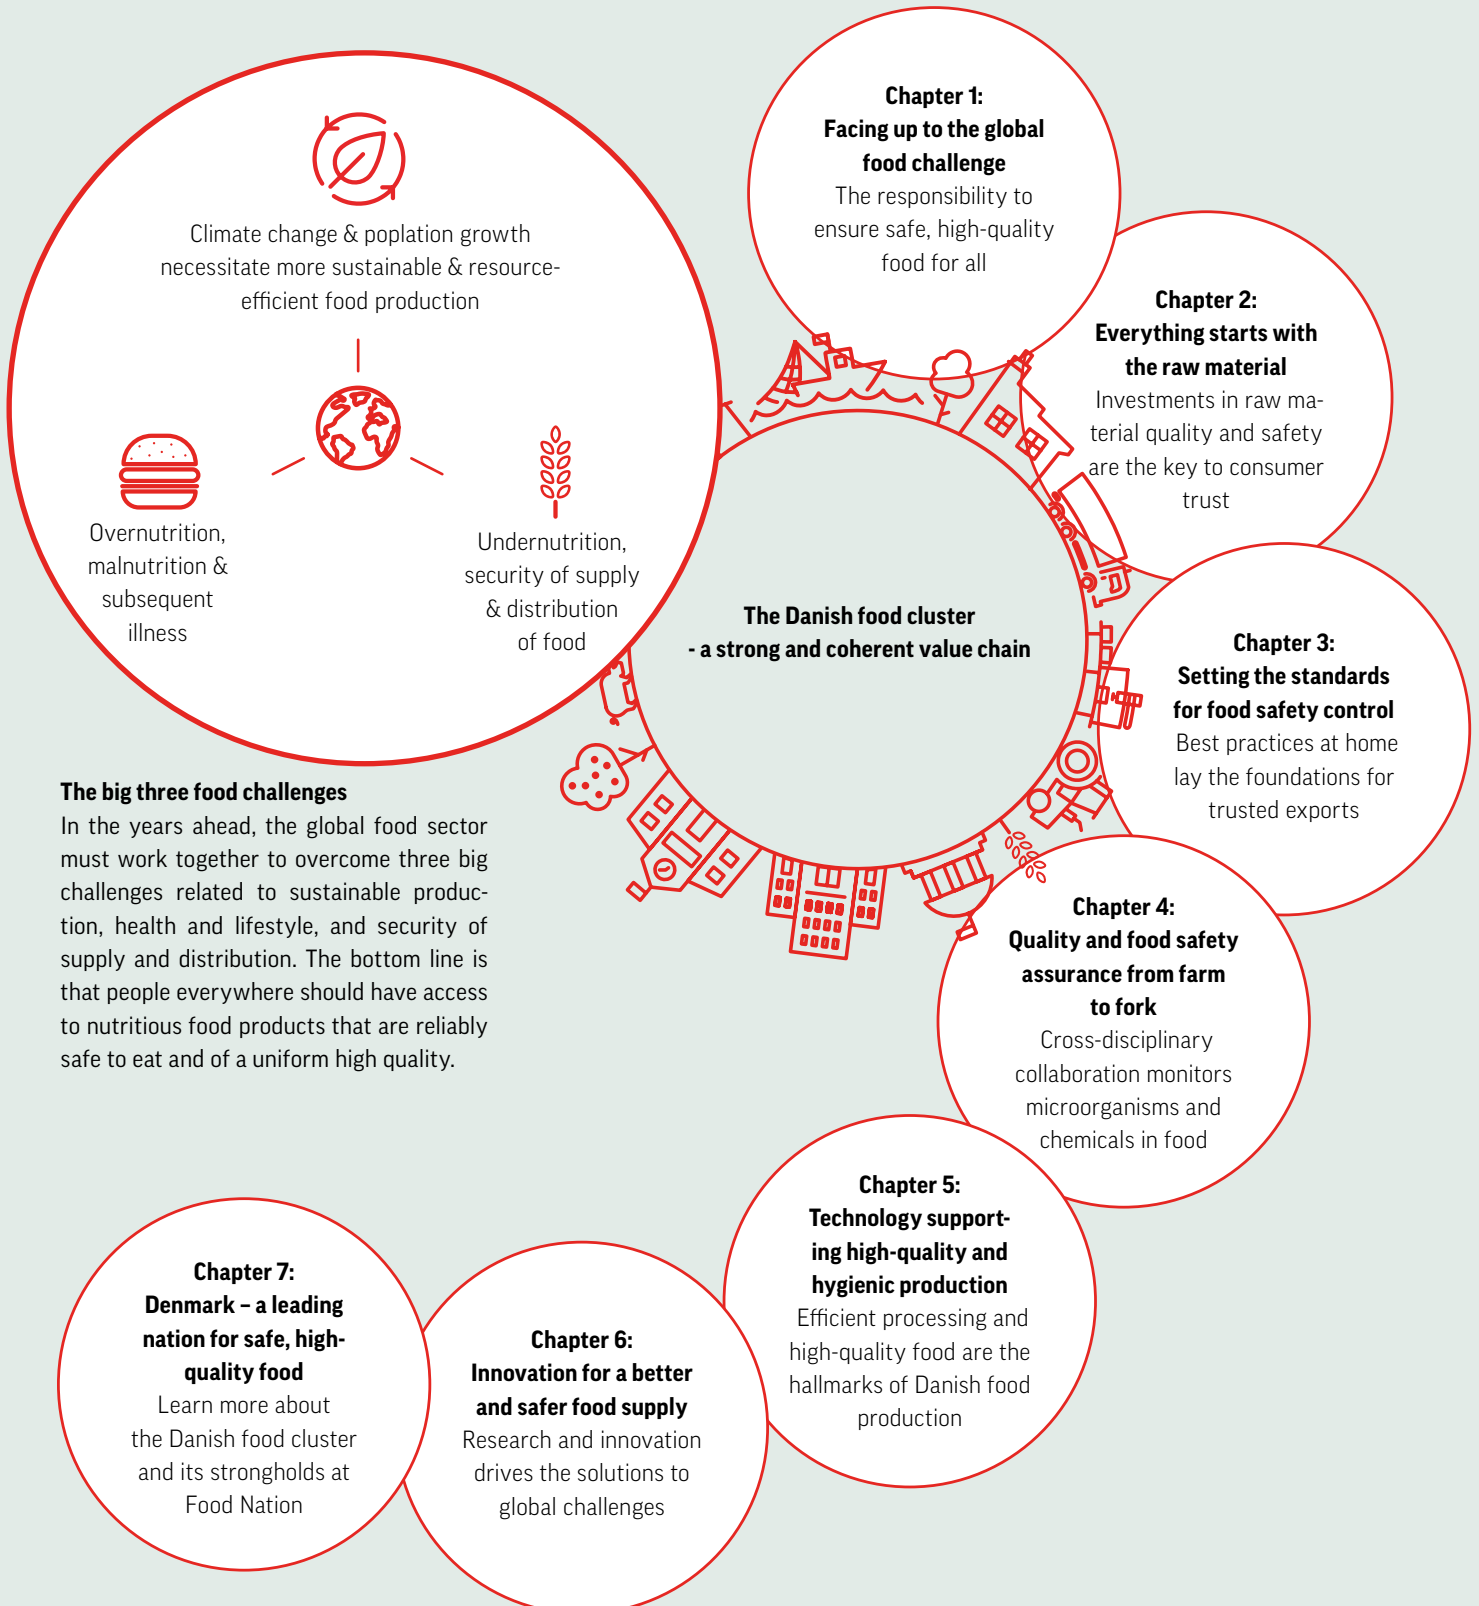 Climate change & poplation growth
necessitate more sustainable & resource-
efficient food production
Overnutrition,
malnutrition &
subsequent
illness
Undernutrition,
security of supply
& distribution
of food
The big three food challenges
In the years ahead, the global food sector
must work together to overcome three big
challenges related to sustainable produc-
tion, health and lifestyle, and security of
supply and distribution. The bottom line is
that people everywhere should have access
to nutritious food products that are reliably
safe to eat and of a uniform high quality.
The Danish food cluster
- a strong and coherent value chain
Chapter 1:
Facing up to the global
food challenge
The responsibility to
ensure safe, high-quality
food for all
Chapter 2:
Everything starts with
the raw material
Investments in raw ma-
terial quality and safety
are the key to consumer
trust
Chapter 3:
Setting the standards
for food safety control
Best practices at home
lay the foundations for
trusted exports
Chapter 4:
Quality and food safety
assurance from farm
to fork
Cross-disciplinary
collaboration monitors
microorganisms and
chemicals in food
Chapter 5:
Technology support-
ing high-quality and
hygienic production
Efficient processing and
high-quality food are the
hallmarks of Danish food
production
Chapter 6:
Innovation for a better
and safer food supply
Research and innovation
drives the solutions to
global challenges
Chapter 7:
Denmark – a leading
nation for safe, high-
quality food
Learn more about
the Danish food cluster
and its strongholds at
Food Nation